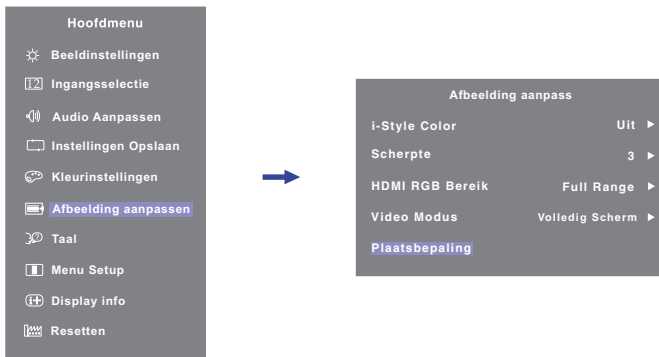 Hoofdmenu
Beeldinstellingen
12 Ingangsselectie
Audio Aanpassen
Instellingen Opslaan
Kleurinstellingen
Afbeelding aanpassen
? Taal
Menu Setup
i+ Display info
Resetten
Afbeelding aanpass
i-Style Color Uit ►
Scherpte 3 ►
HDMI RGB Bereik Full Range ►
Video Modus Volledig Scherm ►
Plaatsbepaling